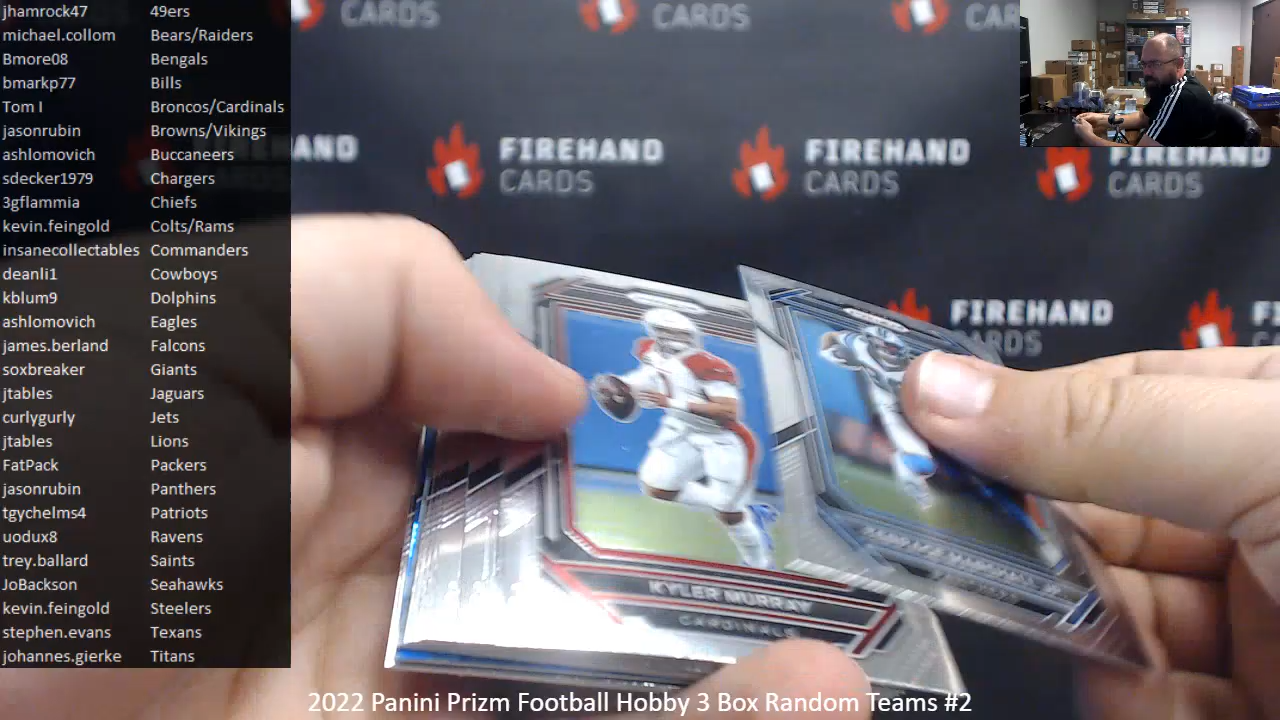 jhamrock47 49ers
michael.collom Bears/Raiders
Bmore08 Bengals
bmarkp77 Bills
Tom I Broncos/Cardinals
jasonrubin Browns/Vikings
ashlomovich Buccaneers
sdecker1979 Chargers
3gflammia Chiefs
kevin.feingold Colts/Rams
insanecollectables Commanders
deanli1 Cowboys
kblum9 Dolphins
ashlomovich Eagles
james.berland Falcons
soxbreaker Giants
jtables Jaguars
curlygurly Jets
jtables Lions
FatPack Packers
jasonrubin Panthers
tgychelms4 Patriots
uodux8 Ravens
trey.ballard Saints
JoBackson Seahawks
kevin.feingold Steelers
stephen.evans Texans
johannes.gierke Titans
CARDS
CARDS
FIREHAND
CARDS
FIREHAND
CARDS
FIREHAND
CARDS
FIREHAND
KYLER MURRAY
CARDINALS
2022 Panini Prizm Football Hobby 3 Box Random Teams #2